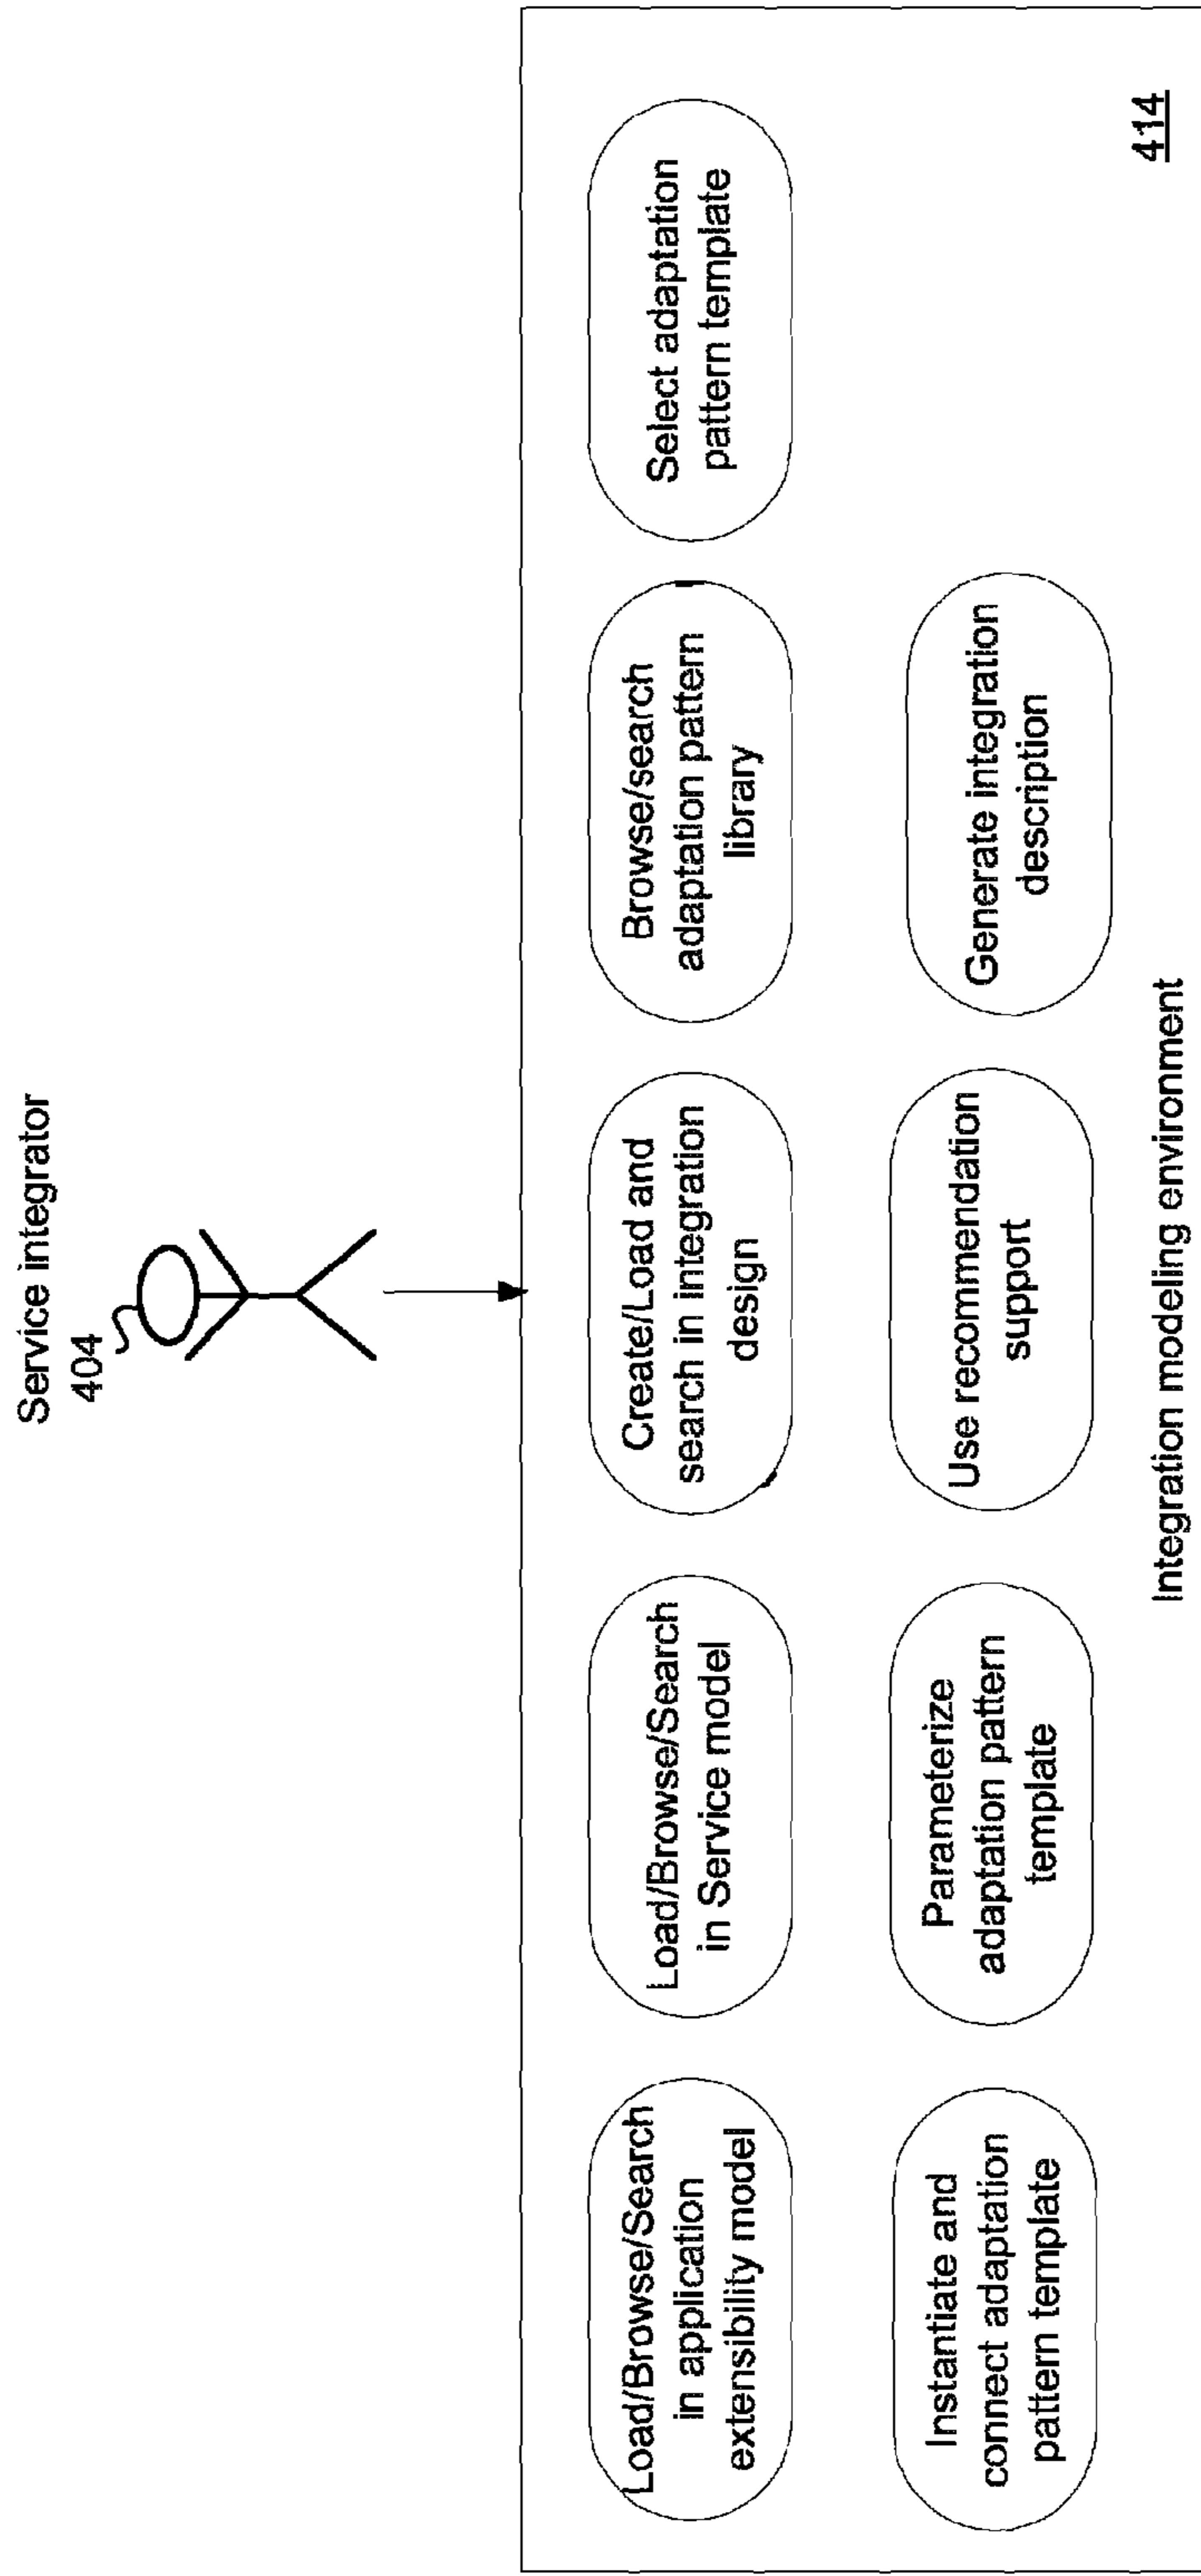 Service integrator
404
Load/Browse/Search
in application
extensibility model
Load/Browse/Search
in Service model
Create/Load and
search in integration
design
Browse/search
adaptation pattern
library
Select adaptation
pattern template
Instantiate and
connect adaptation
pattern template
Parameterize
adaptation pattern
template
Use recommendation
support
Generate integration
description
Integration modeling environment
414